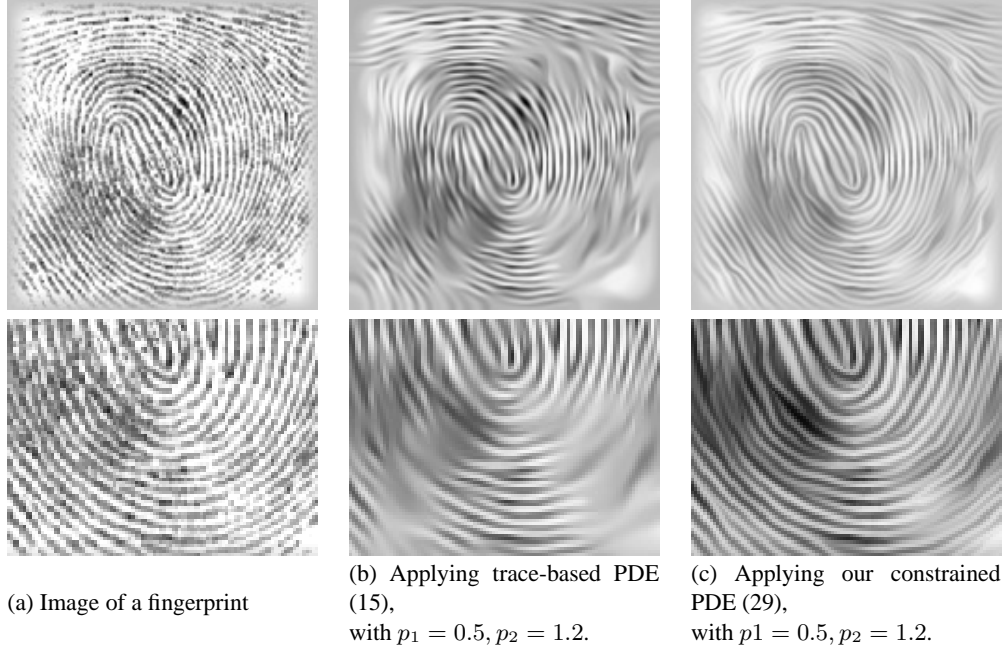 (a) Image of a fingerprint
(b) Applying trace-based PDE
(15),
with p₁ = 0.5, p₂ = 1.2.
(c) Applying our constrained
PDE (29),
with p1 = 0.5, p₂ = 1.2.